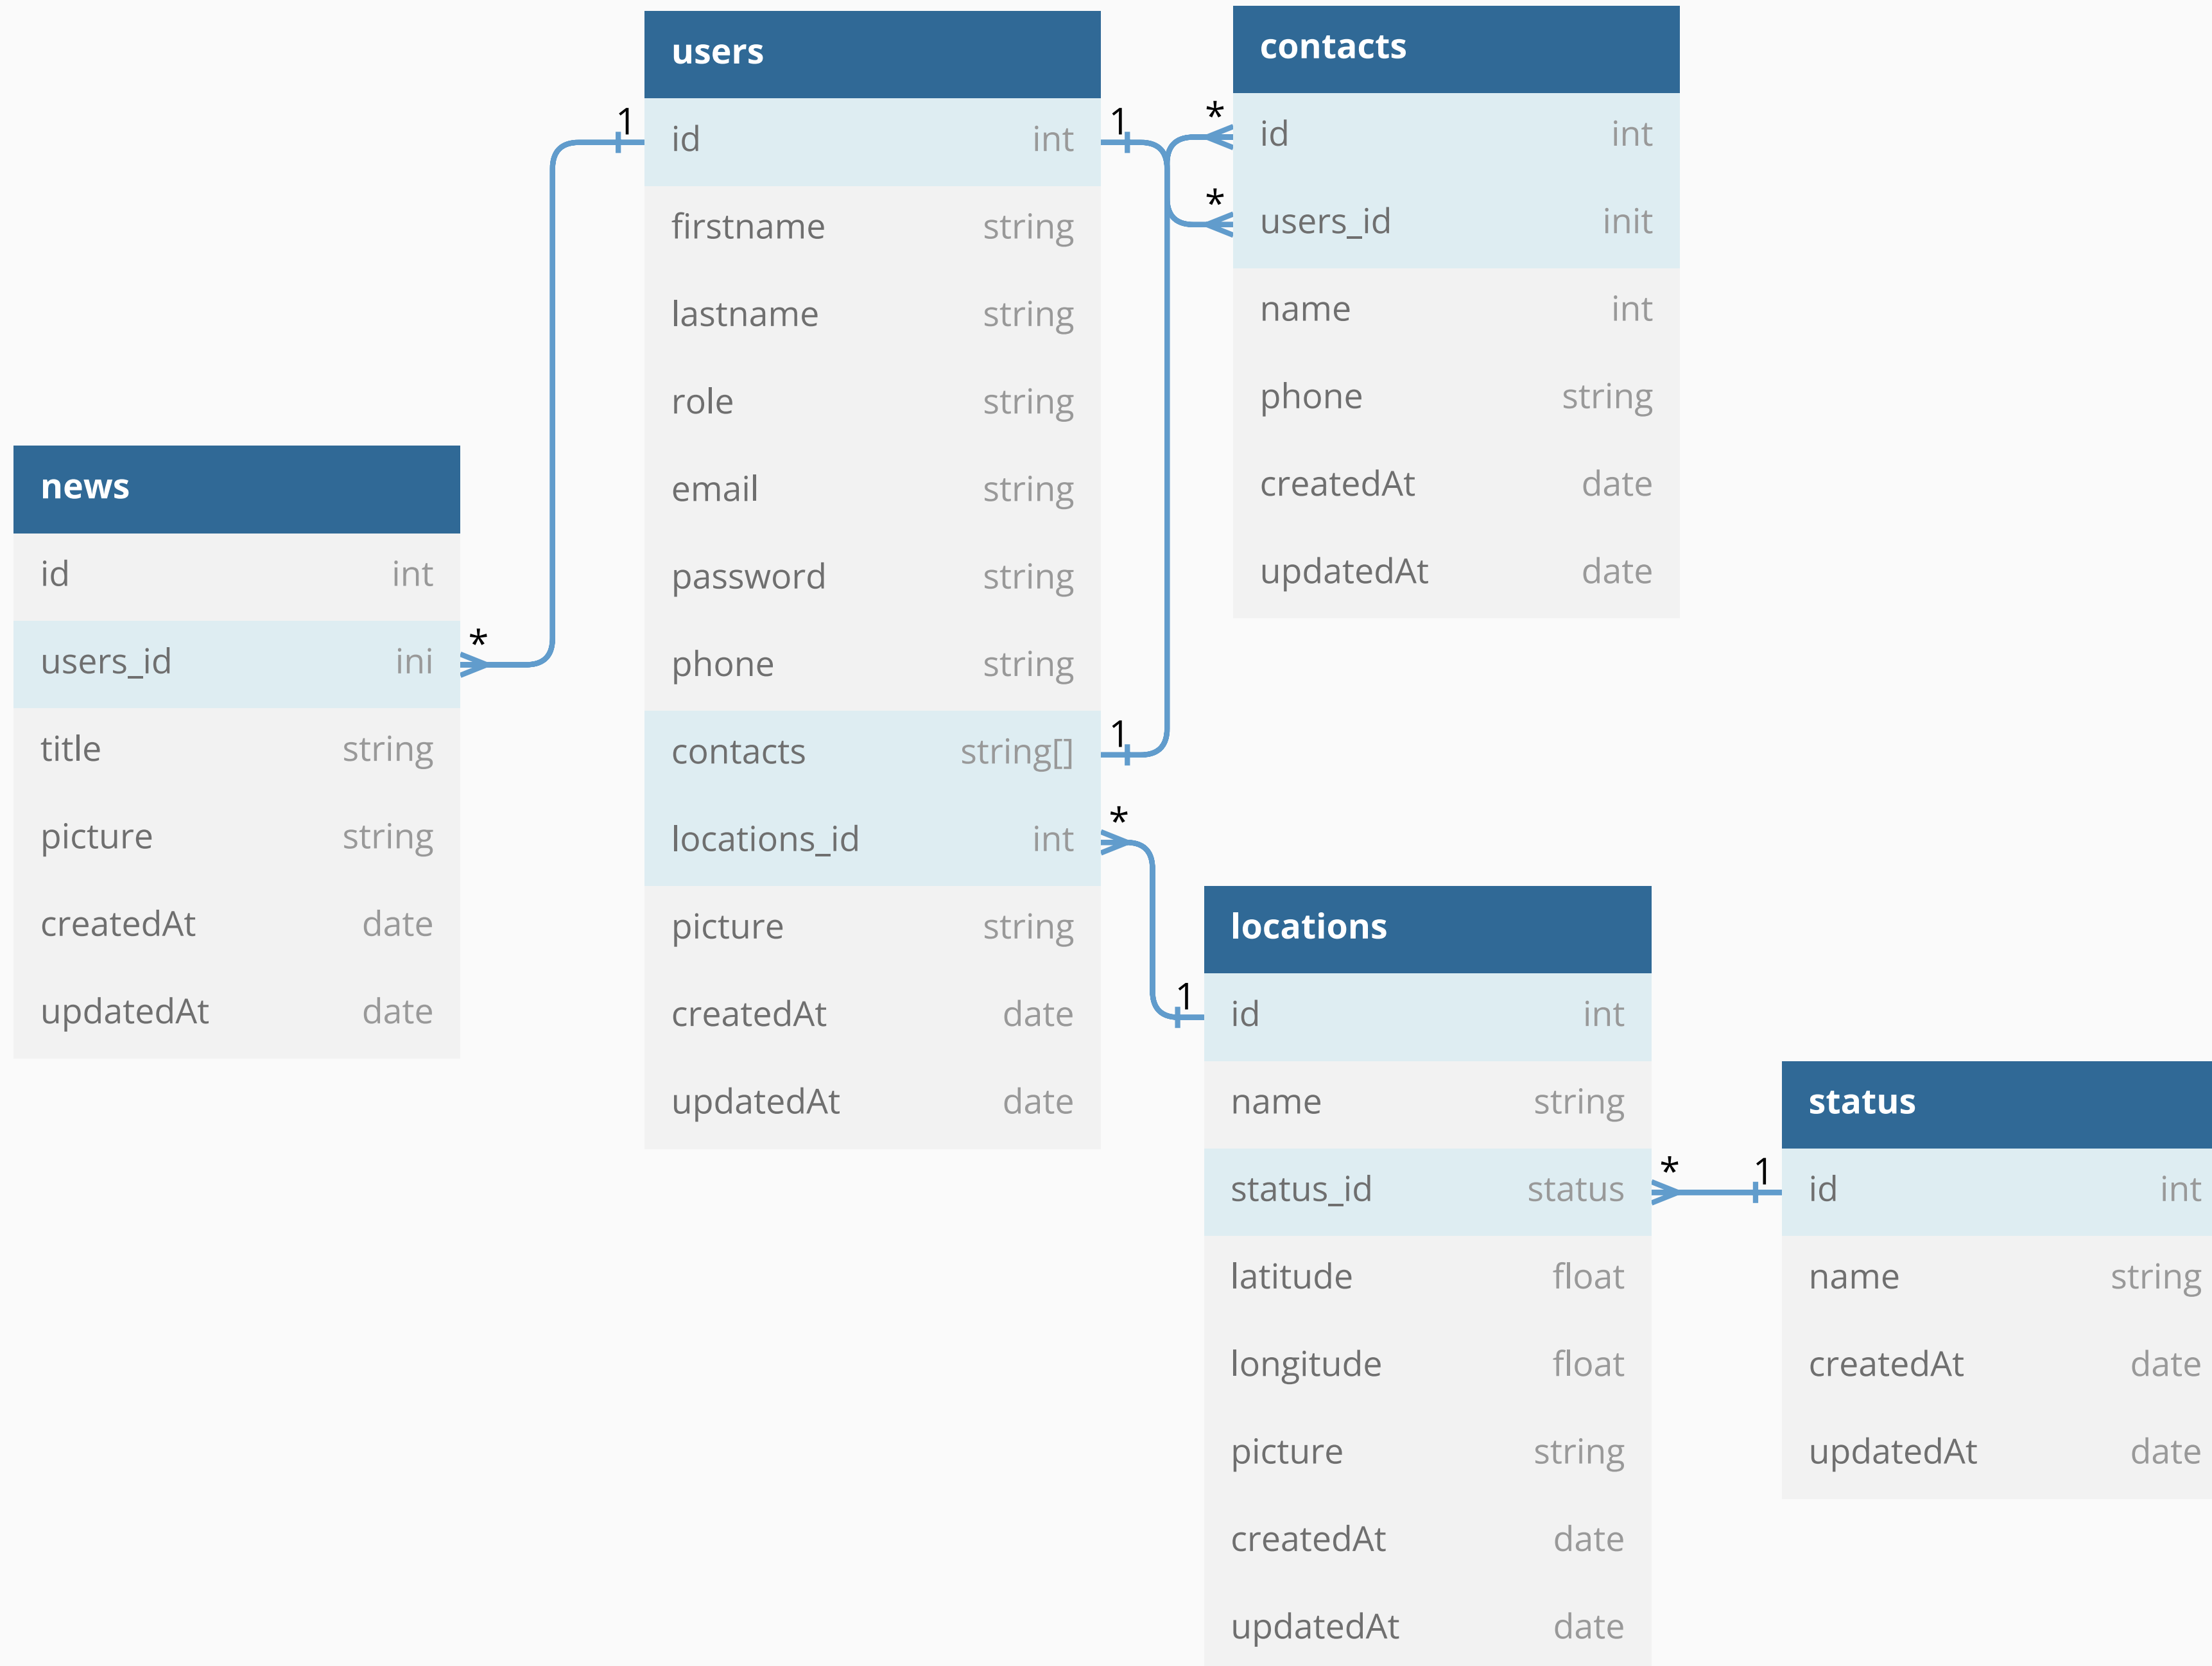 users
1
id int
1
firstname string
lastname string
role string
email string
password string
phone string
contacts string[]
1
locations_id int
*
picture string
createdAt date
updatedAt date
contacts
*
id int
*
users_id init
name int
phone string
createdAt date
updatedAt date
news
id int
users_id ini
*
title string
picture string
createdAt date
updatedAt date
locations
1
id int
name string
status_id status
*
latitude float
longitude float
picture string
createdAt date
updatedAt date
status
1
id int
name string
createdAt date
updatedAt date